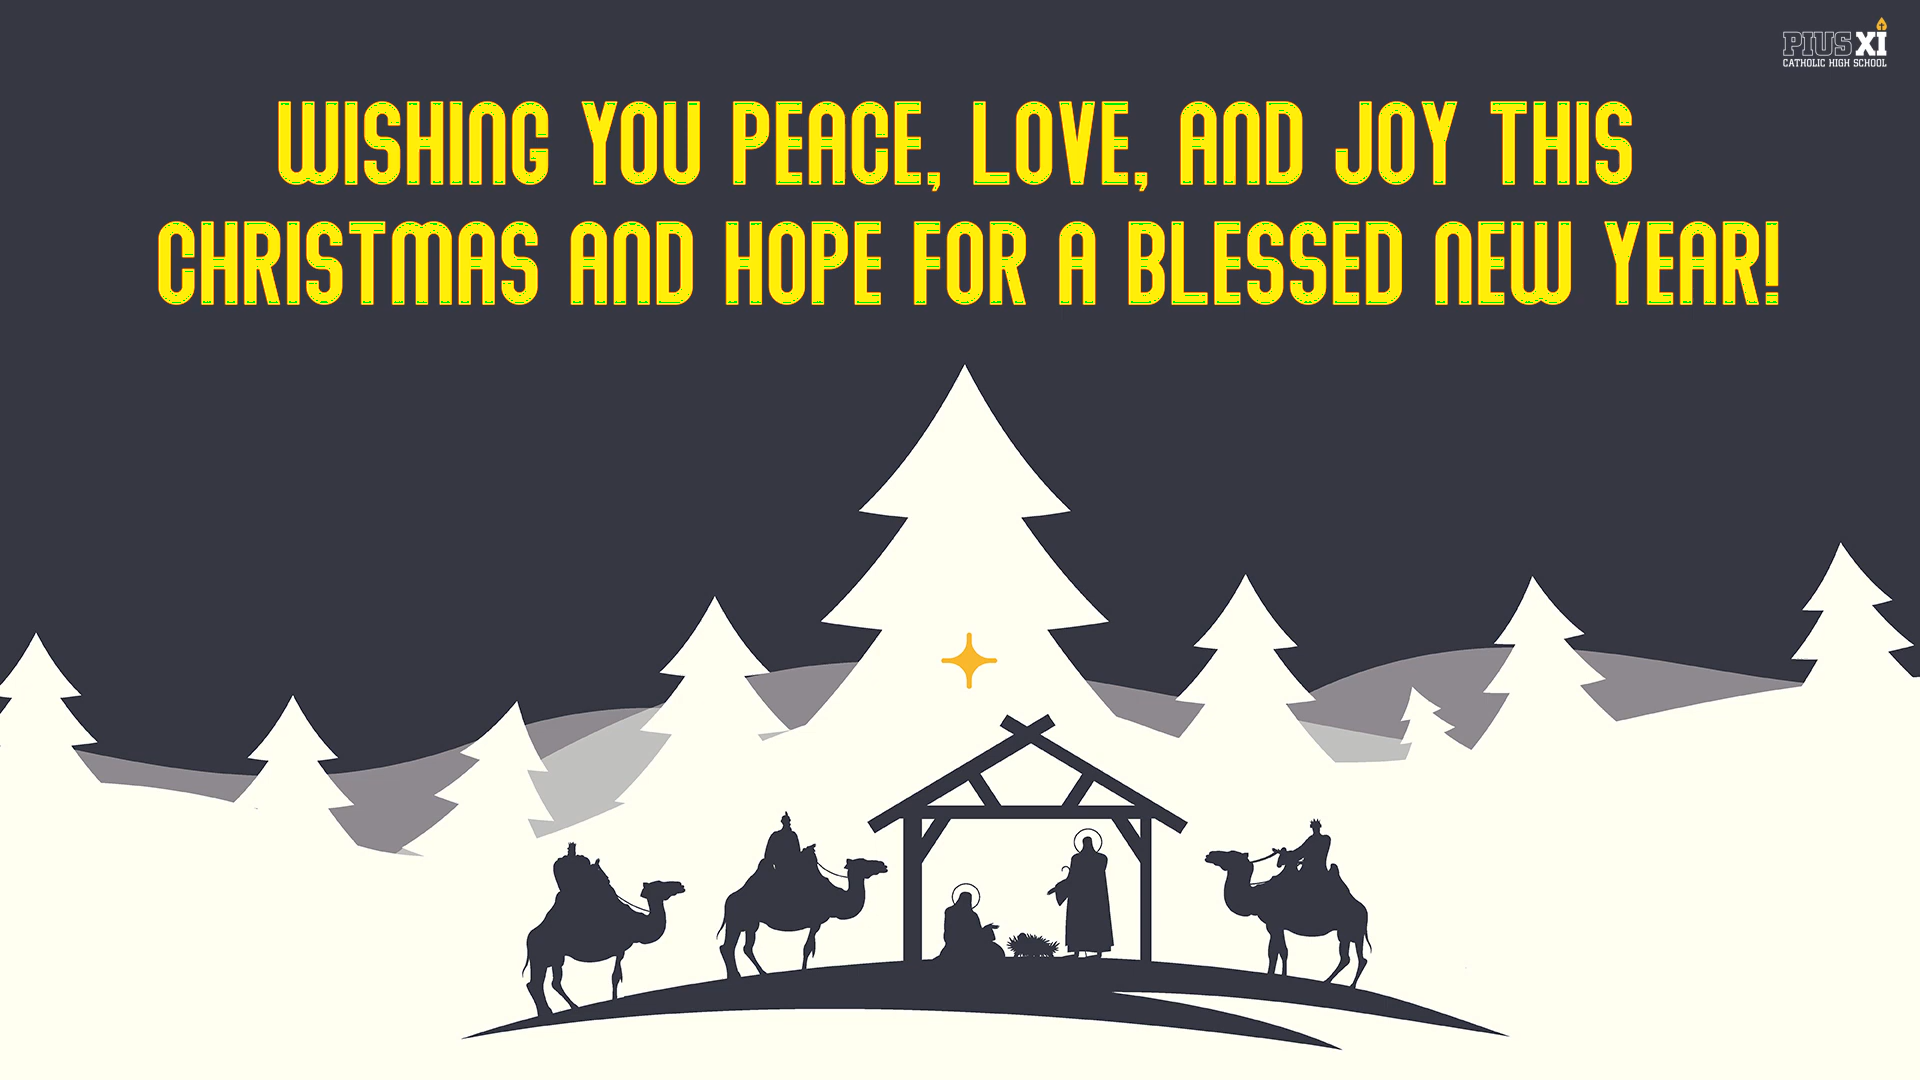 PIUS XI
CATHOLIC HIGH SCHOOL
WISHING YOU PEACE, LOVE, AND JOY THIS
CHRISTMAS AND HOPE FOR A BLESSED NEW YEAR!